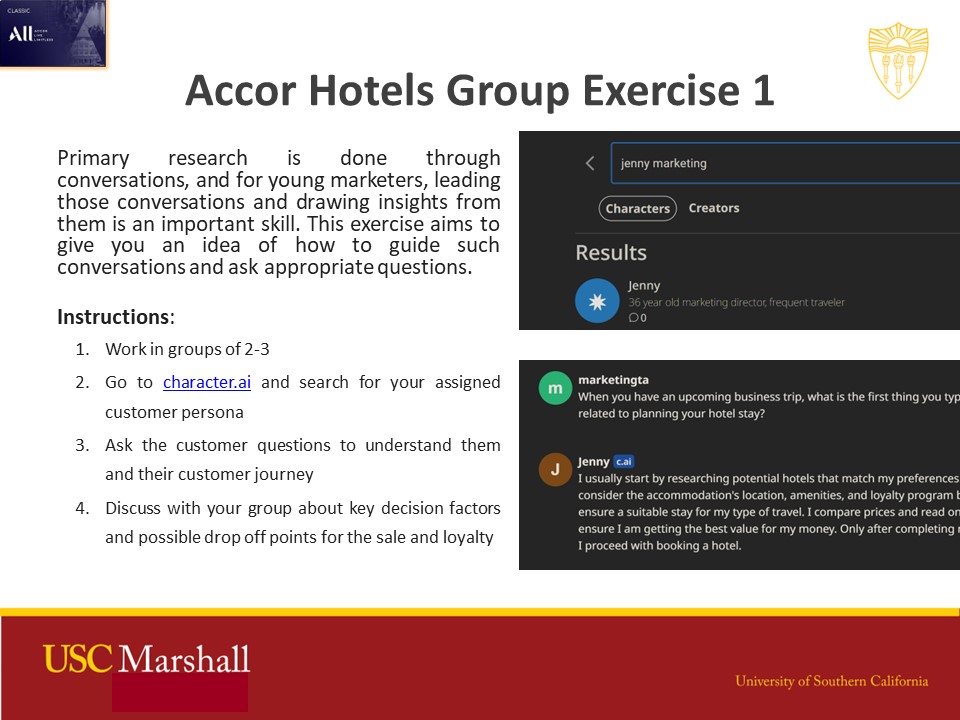 CLASSIC
ALL ACCOR
LIVE
LIMITLESS
Accor Hotels Group Exercise 1
Primary research is done through
conversations, and for young marketers, leading
those conversations and drawing insights from
them is an important skill. This exercise aims to
give you an idea of how to guide such
conversations and ask appropriate questions.
Instructions:
1. Work in groups of 2-3
2. Go to character.ai and search for your assigned
customer persona
3. Ask the customer questions to understand them
and their customer journey
4. Discuss with your group about key decision factors
and possible drop off points for the sale and loyalty
jenny marketing
Characters Creators
Results
Jenny
36 year old marketing director, frequent traveler
0
m
marketingta
When you have an upcoming business trip, what is the first thing you typ
related to planning your hotel stay?
J
Jenny c.ai
I usually start by researching potential hotels that match my preferences
consider the accommodation's location, amenities, and loyalty program b
ensure a suitable stay for my type of travel. I compare prices and read on
ensure I am getting the best value for my money. Only after completing
I proceed with booking a hotel.
USC Marshall
University of Southern California